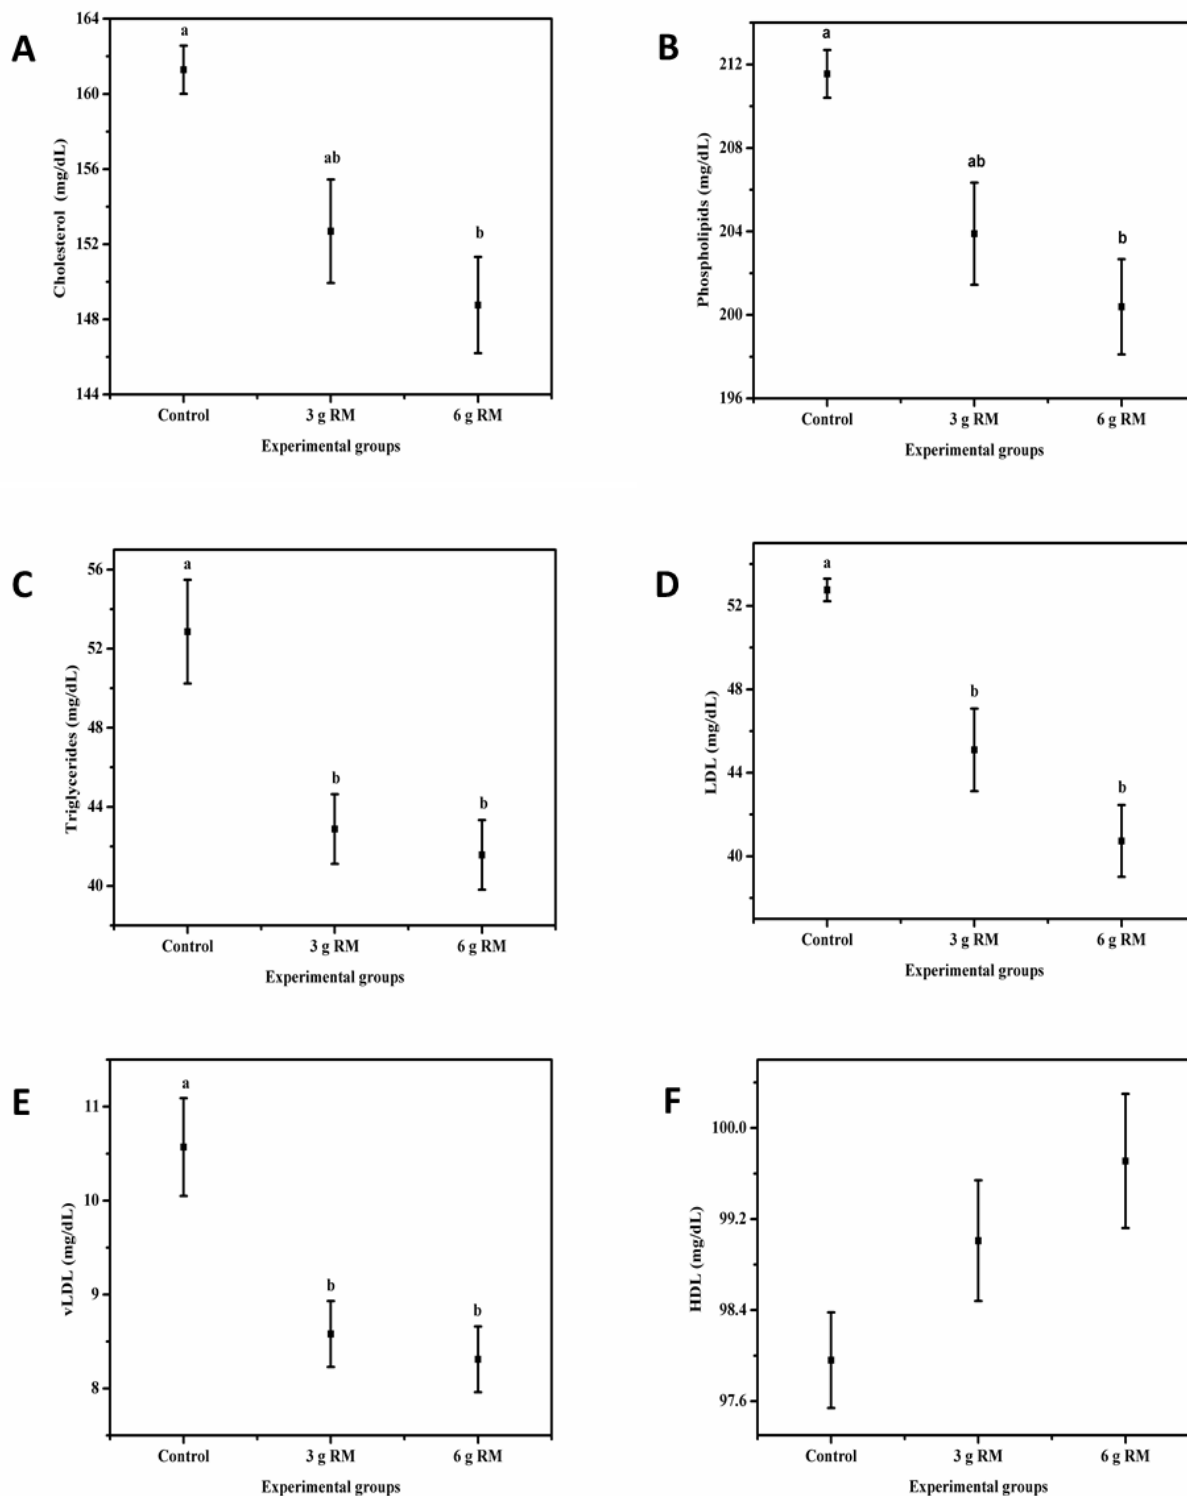 A
164
160
156
152
148
144
Cholesterol (mg/dL)
a
ab
b
Control
3 g RM
6 g RM
Experimental groups
B
212
208
204
200
196
Phospholipids (mg/dL)
a
ab
b
Control
3 g RM
6 g RM
Experimental groups
C
56
52
48
44
40
Triglycerides (mg/dL)
a
b
b
Control
3 g RM
6 g RM
Experimental groups
D
52
48
44
40
LDL (mg/dL)
a
b
b
Control
3 g RM
6 g RM
Experimental groups
E
11
10
9
8
vLDL (mg/dL)
a
b
b
Control
3 g RM
6 g RM
Experimental groups
F
100.0
99.2
98.4
97.6
HDL (mg/dL)
Control
3 g RM
6 g RM
Experimental groups